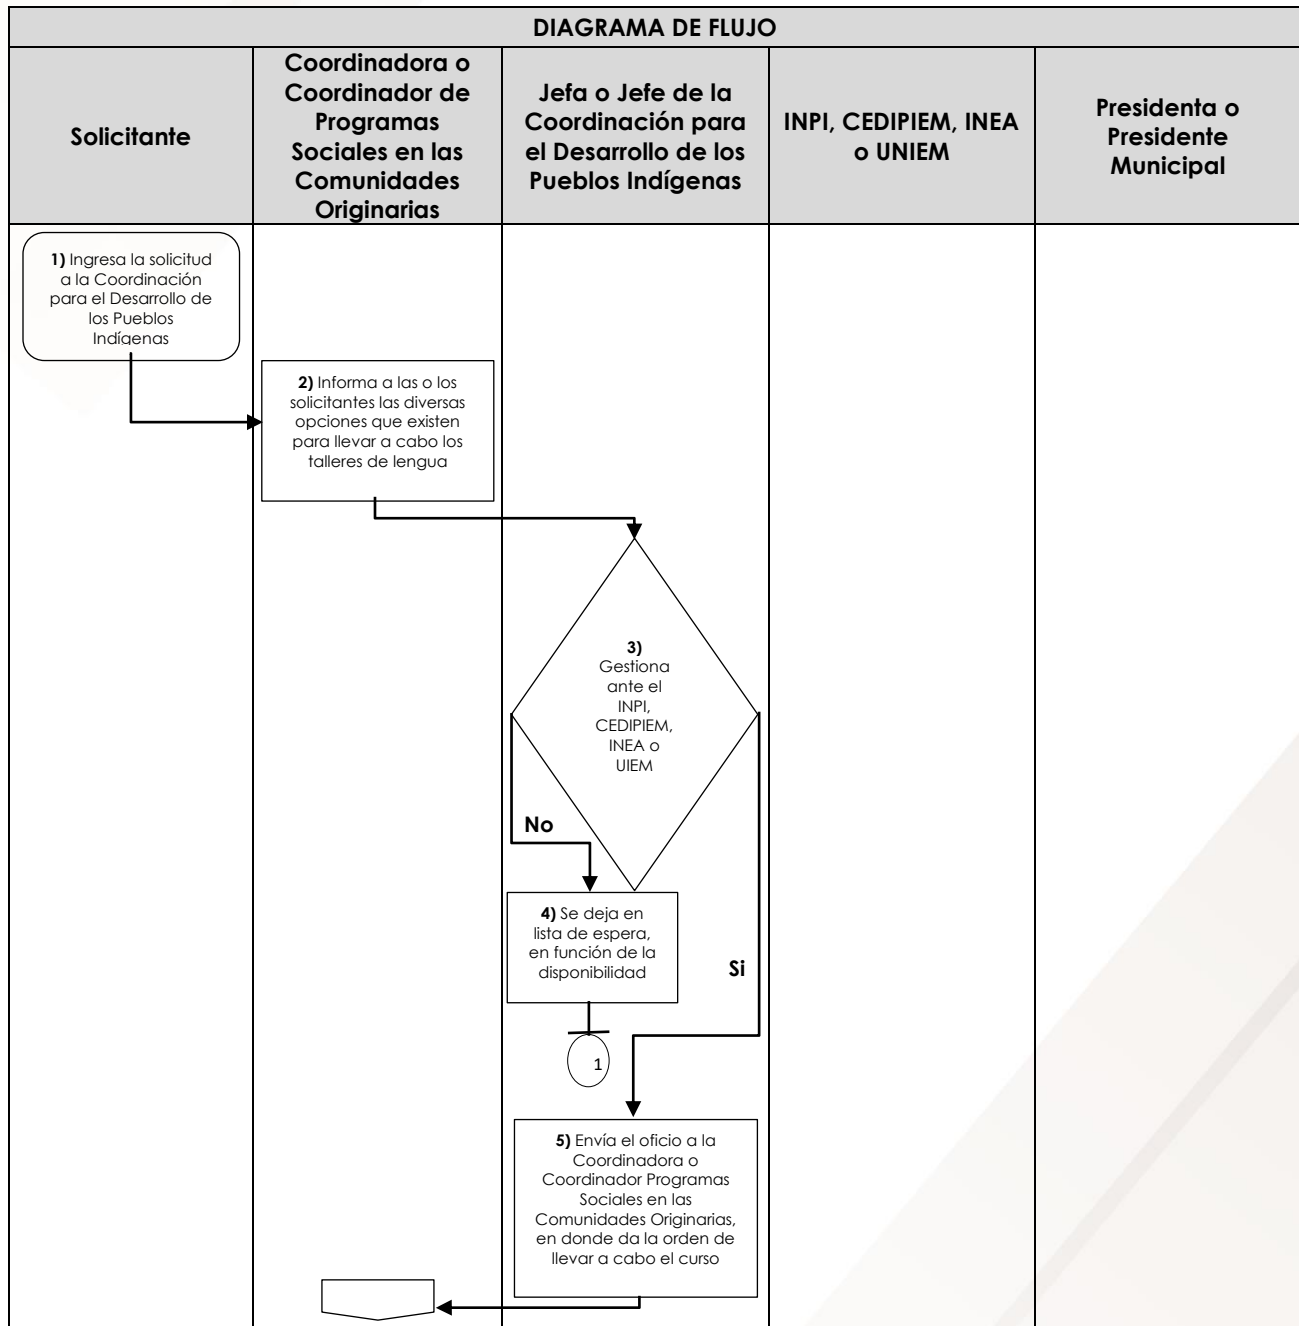 DIAGRAMA DE FLUJO
Solicitante
Coordinadora o
Coordinador de
Programas
Sociales en las
Comunidades
Originarias
Jefa o Jefe de la
Coordinación para
el Desarrollo de los
Pueblos Indígenas
INPI, CEDIPIEM, INEA
o UNIEM
Presidenta o
Presidente
Municipal
1) Ingresa la solicitud
a la Coordinación
para el Desarrollo de
los Pueblos
Indígenas
2) Informa a las o los
solicitantes las diversas
opciones que existen
para llevar a cabo los
talleres de lengua
3)
Gestiona
ante el
INPI,
CEDIPIEM,
INEA o
UIEM
No
4) Se deja en
lista de espera,
en función de la
disponibilidad
Si
1
5) Envía el oficio a la
Coordinadora o
Coordinador Programas
Sociales en las
Comunidades Originarias,
en donde da la orden de
llevar a cabo el curso